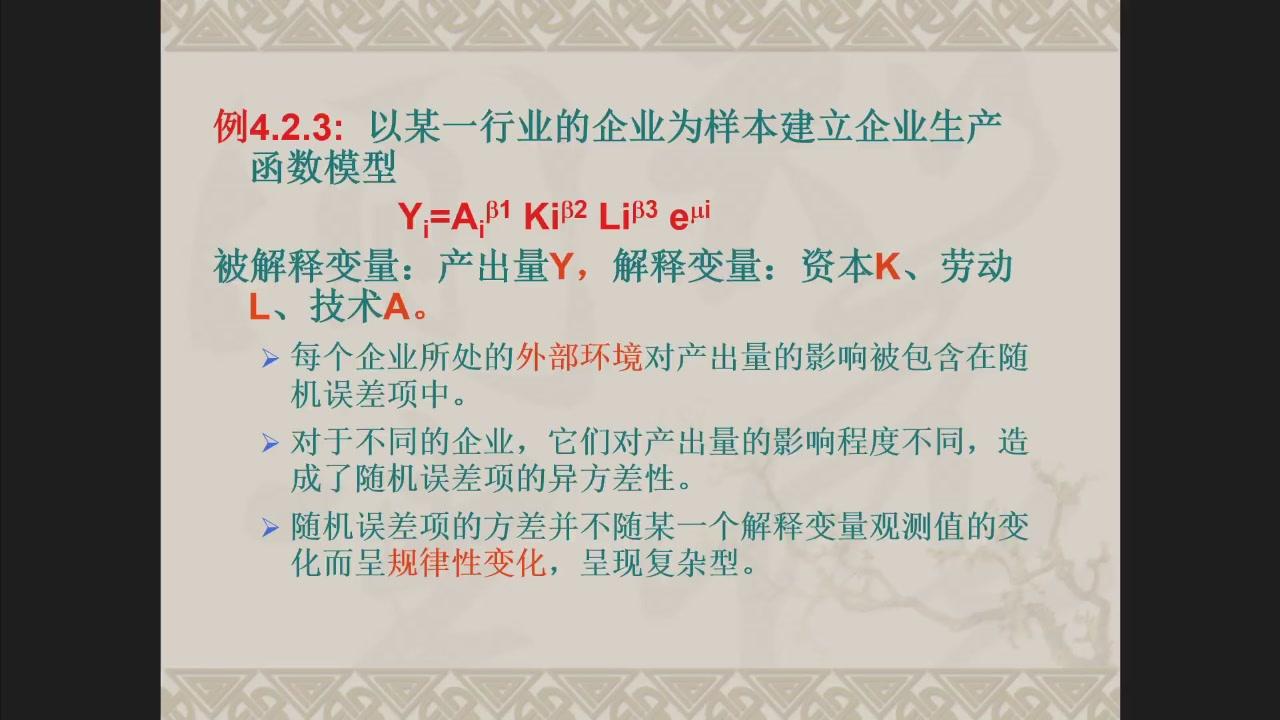 例4.2.3: 以某一行业的企业为样本建立企业生产
函数模型
Yi=Aiβ1 Kiβ2 Liβ3 eμi
被解释变量：产出量Y，解释变量：资本K、劳动
L、技术A。
每个企业所处的外部环境对产出量的影响被包含在随
机误差项中。
对于不同的企业，它们对产出量的影响程度不同，造
成了随机误差项的异方差性。
随机误差项的方差并不随某一个解释变量观测值的变
化而呈规律性变化，呈现复杂型。